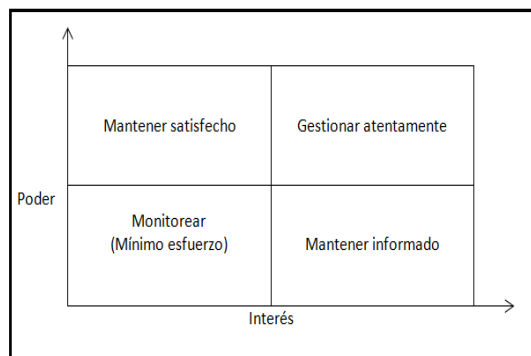 Mantener satisfecho
Gestionar atentamente
Poder
Monitorear
(Mínimo esfuerzo)
Mantener informado
Interés